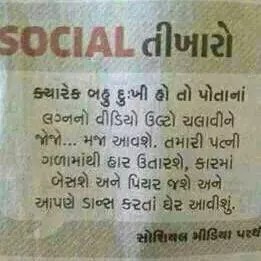 SOCIAL તીખારો
ક્યારેક બહુ દુઃખી હો તો પોતાનાં
લગ્નનો વીડિયો ઉલ્ટો ચલાવીને
જોજો... મજા આવશે. તમારી પત્ની
ગળામાંથી હાર ઉતારશે, કારમાં
બેસશે અને પિયર જશે અને
આપણે ડાન્સ કરતાં ઘેર આવીશું.
સોશિયલ મીડિયા પરથી